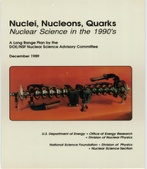 Nuclei, Nucleons, Quarks
Nuclear Science in the 1990's
A Long Range Plan by the
DOE/NSF Nuclear Science Advisory Committee
December 1989
U.S. Department of Energy • Office of Energy Research
• Division of Nuclear Physics
National Science Foundation • Division of Physics
• Nuclear Science Section